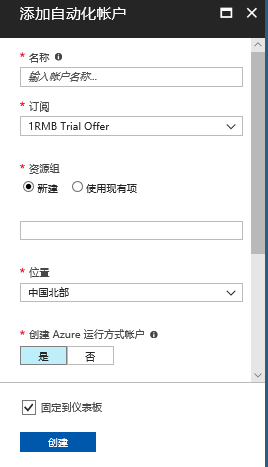 添加自动化帐户
* 名称
输入帐户名称...
* 订阅
1RMB Trial Offer
* 资源组
新建 使用现有项
* 位置
中国北部
* 创建 Azure 运行方式帐户
是 否
固定到仪表板
创建